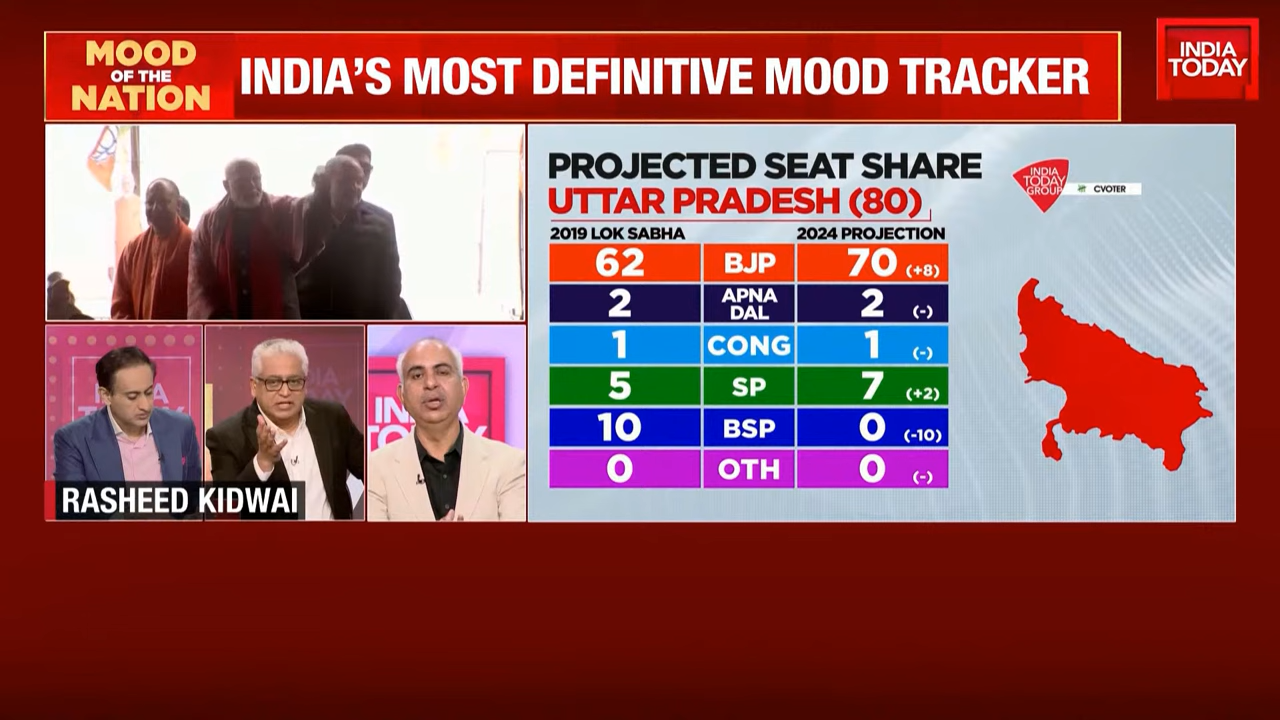 MOOD
OF THE
NATION
INDIA'S MOST DEFINITIVE MOOD TRACKER
INDIA
TODAY
PROJECTED SEAT SHARE
UTTAR PRADESH (80)
INDIA
TODAY
GROUP
CVOTER
2019 LOK SABHA
2024 PROJECTION
62 BJP 70 (+8)
2 APNA DAL 2 (-)
1 CONG 1 (-)
5 SP 7 (+2)
10 BSP 0 (-10)
0 OTH 0 (-)
RASHEED KIDWAI